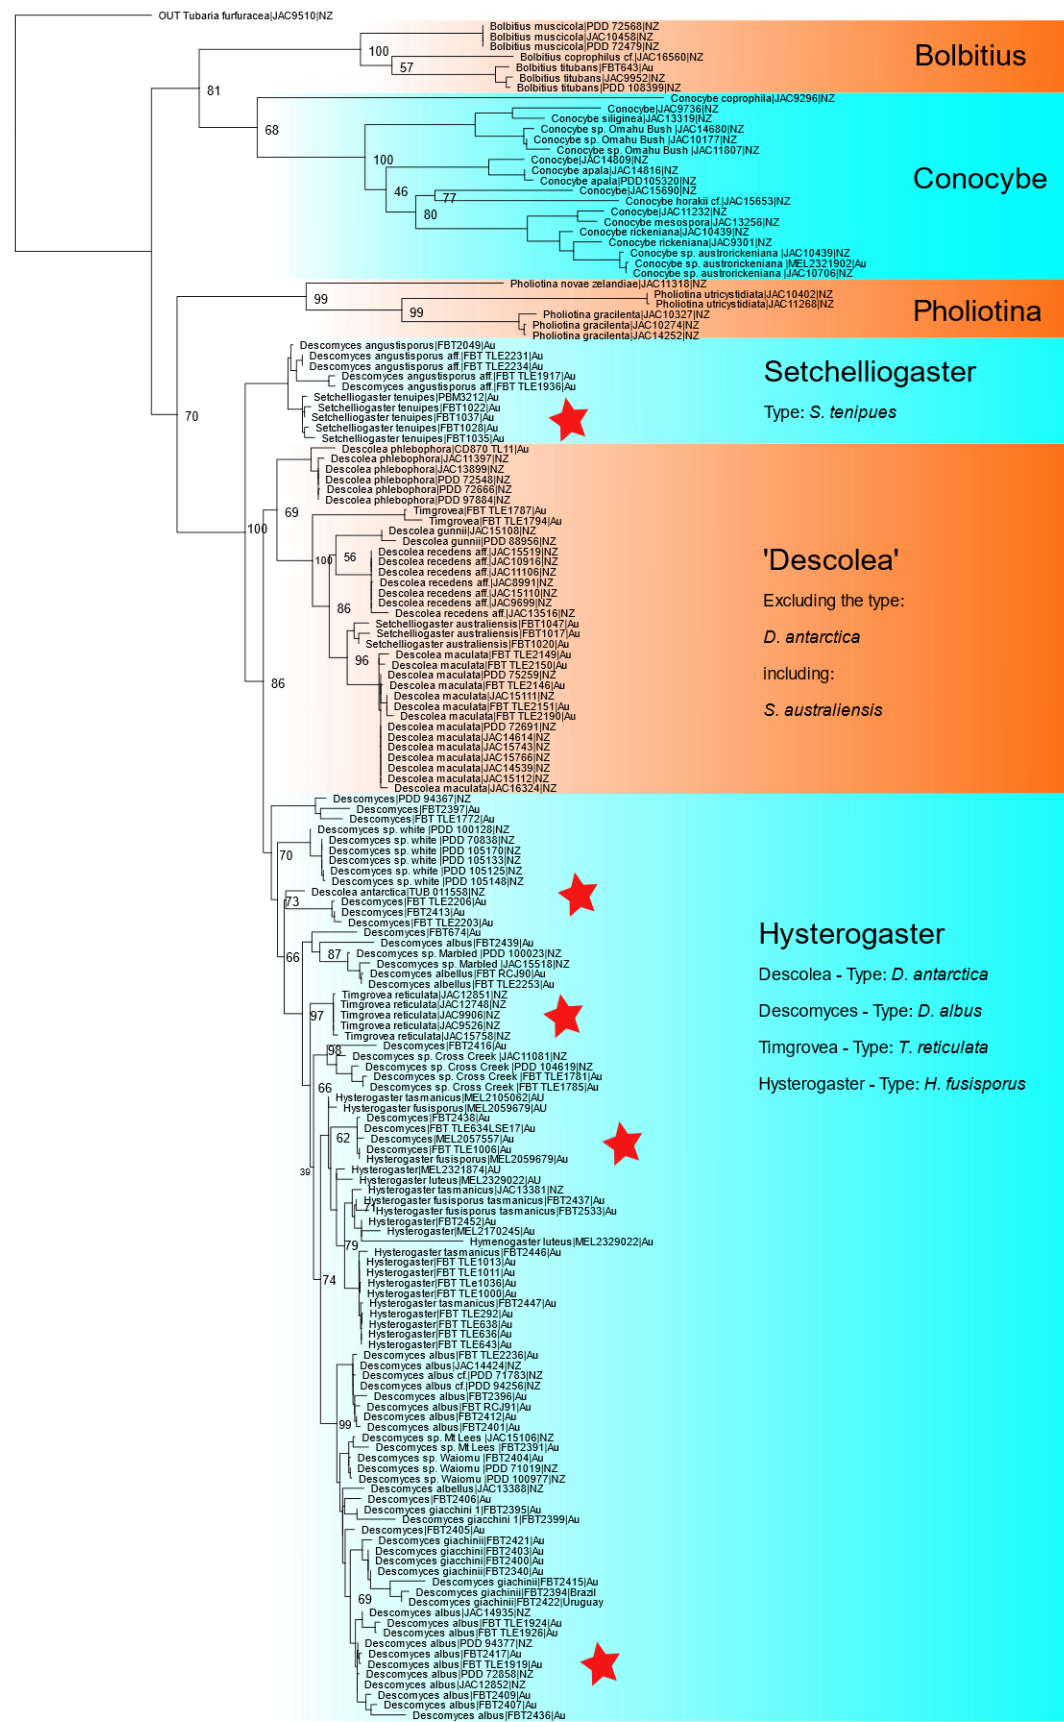 OUT Tubaria furfuracea|JAC9510|NZ
Bolbitius muscicola|PDD 72568|NZ
Bolbitius muscicola|JAC10458|NZ
Bolbitius muscicola|PDD 72479|NZ
100
Bolbitius
Bolbitius coprophilus cf.|JAC16560|NZ
57
Bolbitius titubans|FBT643|Au
Bolbitius titubans|JAC9952|NZ
81
Bolbitius titubans|PDD 108399|NZ
Conocybe coprophila|JAC9296|NZ
Conocybe|JAC9736|NZ
Conocybe siliginea|JAC13319|NZ
68
Conocybe sp. Omahu Bush |JAC14680|NZ
Conocybe sp. Omahu Bush |JAC10177|NZ
Conocybe sp. Omahu Bush |JAC11807|NZ
100
Conocybe|JAC14809|NZ
Conocybe apala|JAC14816|NZ
Conocybe
Conocybe apala|PDD105320|NZ
46
Conocybe|JAC15690|NZ
77
Conocybe horakii cf.|JAC15653|NZ
80
Conocybe|JAC11232|NZ
Conocybe mesospora|JAC13256|NZ
Conocybe rickeniana|JAC10439|NZ
Conocybe rickeniana|JAC9301|NZ
Conocybe sp. austrorickeniana |JAC10439|NZ
Conocybe sp. austrorickeniana |MEL2321902|Au
Conocybe sp. austrorickeniana |JAC10706|NZ
Pholiotina novae zelandiae|JAC11318|NZ
99
Pholiotina utricystidiata|JAC10402|NZ
Pholiotina utricystidiata|JAC11268|NZ
99
Pholiotina
Pholiotina gracilenta|JAC10327|NZ
Pholiotina gracilenta|JAC10274|NZ
Pholiotina gracilenta|JAC14252|NZ
Descomyces angustisporus|FBT2049|Au
Descomyces angustisporus aff.|FBT TLE2231|Au
Descomyces angustisporus aff.|FBT TLE2234|Au
Setchelliogaster
Descomyces angustisporus aff.|FBT TLE1917|Au
Descomyces angustisporus aff.|FBT TLE1936|Au
Setchelliogaster tenuipes|PBM3212|Au
Setchelliogaster tenuipes|FBT1022|Au
Type: S. tenipues
70
Setchelliogaster tenuipes|FBT1037|Au
Setchelliogaster tenuipes|FBT1028|Au
Setchelliogaster tenuipes|FBT1035|Au
Descolea phlebophora|CD870 TL11|Au
Descolea phlebophora|JAC11397|NZ
Descolea phlebophora|JAC13899|NZ
Descolea phlebophora|PDD 72548|NZ
Descolea phlebophora|PDD 72666|NZ
Descolea phlebophora|PDD 97884|NZ
69
Timgrovea|FBT TLE1787|Au
Timgrovea|FBT TLE1794|Au
100
Descolea gunnii|JAC15108|NZ
Descolea gunnii|PDD 88956|NZ
Descolea recedens aff.|JAC15519|NZ
56
100
'Descolea'
Descolea recedens aff.|JAC10916|NZ
Descolea recedens aff.|JAC11106|NZ
Descolea recedens aff.|JAC8991|NZ
Descolea recedens aff.|JAC15110|NZ
Excluding the type:
Descolea recedens aff.|JAC9699|NZ
86
Descolea recedens aff.|JAC13516|NZ
Setchelliogaster australiensis|FBT1047|Au
Setchelliogaster australiensis|FBT1017|Au
D. antarctica
Setchelliogaster australiensis|FBT1020|Au
Descolea maculata|FBT TLE2149|Au
96
Descolea maculata|FBT TLE2150|Au
Descolea maculata|PDD 75259|NZ
including:
86
Descolea maculata|FBT TLE2146|Au
Descolea maculata|JAC15111|NZ
Descolea maculata|FBT TLE2151|Au
S. australiensis
Descolea maculata|FBT TLE2190|Au
Descolea maculata|PDD 72691|NZ
Descolea maculata|JAC14614|NZ
Descolea maculata|JAC15743|NZ
Descolea maculata|JAC15766|NZ
Descolea maculata|JAC14539|NZ
Descolea maculata|JAC15112|NZ
Descolea maculata|JAC16324|NZ
Descomyces|PDD 94367|NZ
Descomyces|FBT2397|Au
Descomyces|FBT TLE1772|Au
Descomyces sp. white |PDD 100128|NZ
Descomyces sp. white |PDD 70838|NZ
Descomyces sp. white |PDD 105170|NZ
70
Descomyces sp. white |PDD 105133|NZ
Descomyces sp. white |PDD 105125|NZ
Descomyces sp. white |PDD 105148|NZ
Descolea antarctica|TUB 011558|NZ
73
Descomyces|FBT TLE2206|Au
Descomyces|FBT2413|Au
Descomyces|FBT TLE2203|Au
Descomyces|FBT674|Au
Hysterogaster
Descomyces albus|FBT2439|Au
87
Descomyces sp. Marbled |PDD 100023|NZ
66
Descomyces sp. Marbled |JAC15518|NZ
Descomyces albellus|FBT RCJ90|Au
Descolea - Type: D. antarctica
Descomyces albellus|FBT TLE2253|Au
Timgrovea reticulata|JAC12851|NZ
Timgrovea reticulata|JAC12748|NZ
97
Timgrovea reticulata|JAC9906|NZ
Descomyces - Type: D. albus
Timgrovea reticulata|JAC9526|NZ
Timgrovea reticulata|JAC15758|NZ
Descomyces|FBT2416|Au
98
Timgrovea - Type: T. reticulata
Descomyces sp. Cross Creek |JAC11081|NZ
Descomyces sp. Cross Creek |PDD 104619|NZ
Descomyces sp. Cross Creek |FBT TLE1781|Au
Descomyces sp. Cross Creek |FBT TLE1785|Au
Hysterogaster - Type: H. fusisporus
66
Hysterogaster tasmanicus|MEL2105062|AU
Hysterogaster fusisporus|MEL2059679|AU
Descomyces|FBT2438|Au
Descomyces|FBT TLE634LSE17|Au
62
Descomyces|MEL2057557|Au
Descomyces|FBT TLE1006|Au
Hysterogaster fusisporus|MEL2059679|Au
39
Hysterogaster|MEL2321874|AU
Hysterogaster luteus|MEL2329022|AU
Hysterogaster tasmanicus|JAC13381|NZ
Hysterogaster fusisporus tasmanicus|FBT2437|Au
71
Hysterogaster fusisporus tasmanicus|FBT2533|Au
Hysterogaster|FBT2452|Au
Hysterogaster|MEL2170245|Au
Hymenogaster luteus|MEL2329022|Au
79
Hysterogaster tasmanicus|FBT2446|Au
Hysterogaster|FBT TLE1013|Au
Hysterogaster|FBT TLE1011|Au
74
Hysterogaster|FBT TLe1036|Au
Hysterogaster|FBT TLE1000|Au
Hysterogaster tasmanicus|FBT2447|Au
Hysterogaster|FBT TLE292|Au
Hysterogaster|FBT TLE638|Au
Hysterogaster|FBT TLE636|Au
Hysterogaster|FBT TLE643|Au
Descomyces albus|FBT TLE2236|Au
Descomyces albus|JAC14424|NZ
Descomyces albus cf.|PDD 71783|NZ
Descomyces albus cf.|PDD 94256|NZ
Descomyces albus|FBT2396|Au
Descomyces albus|FBT RCJ91|Au
Descomyces albus|FBT2412|Au
99
Descomyces albus|FBT2401|Au
Descomyces sp. Mt Lees |JAC15106|NZ
Descomyces sp. Mt Lees |FBT2391|Au
Descomyces sp. Waiomu |FBT2404|Au
Descomyces sp. Waiomu |PDD 71019|NZ
Descomyces sp. Waiomu |PDD 100977|NZ
Descomyces albellus|JAC13388|NZ
Descomyces|FBT2406|Au
Descomyces giacchini 1|FBT2395|Au
Descomyces giacchini 1|FBT2399|Au
Descomyces|FBT2405|Au
Descomyces giachinii|FBT2421|Au
Descomyces giacchini|FBT2403|Au
Descomyces giacchini|FBT2400|Au
Descomyces giachinii|FBT2340|Au
Descomyces giachinii|FBT2415|Au
Descomyces giachinii|FBT2394|Brazil
69
Descomyces giachinii|FBT2422|Uruguay
Descomyces albus|JAC14935|NZ
Descomyces albus|FBT TLE1924|Au
Descomyces albus|FBT TLE1926|Au
Descomyces albus|PDD 94377|NZ
Descomyces albus|FBT2417|Au
Descomyces albus|FBT TLE1919|Au
Descomyces albus|PDD 72858|NZ
Descomyces albus|JAC12852|NZ
Descomyces albus|FBT2409|Au
Descomyces albus|FBT2407|Au
Descomyces albus|FBT2436|Au